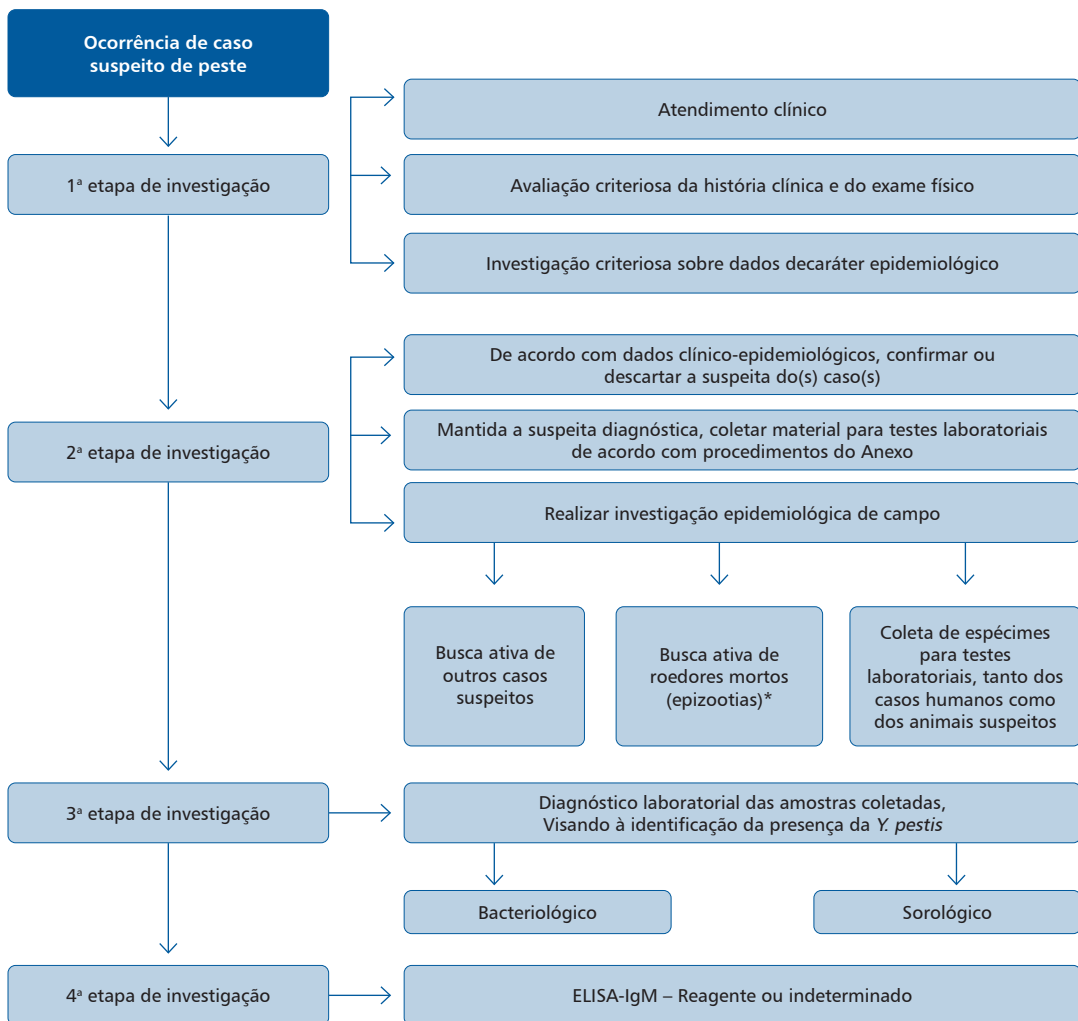 Ocorrência de caso
suspeito de peste
Atendimento clínico
1ª etapa de investigação
Avaliação criteriosa da história clínica e do exame físico
Investigação criteriosa sobre dados decaráter epidemiológico
De acordo com dados clínico-epidemiológicos, confirmar ou
descartar a suspeita do(s) caso(s)
2ª etapa de investigação
Mantida a suspeita diagnóstica, coletar material para testes laboratoriais
de acordo com procedimentos do Anexo
Realizar investigação epidemiológica de campo
Busca ativa de
outros casos
suspeitos
Busca ativa de
roedores mortos
(epizootias)*
Coleta de espécimes
para testes
laboratoriais, tanto dos
casos humanos como
dos animais suspeitos
3ª etapa de investigação
Diagnóstico laboratorial das amostras coletadas,
Visando à identificação da presença da Y. pestis
Bacteriológico
Sorológico
4ª etapa de investigação
ELISA-IgM – Reagente ou indeterminado